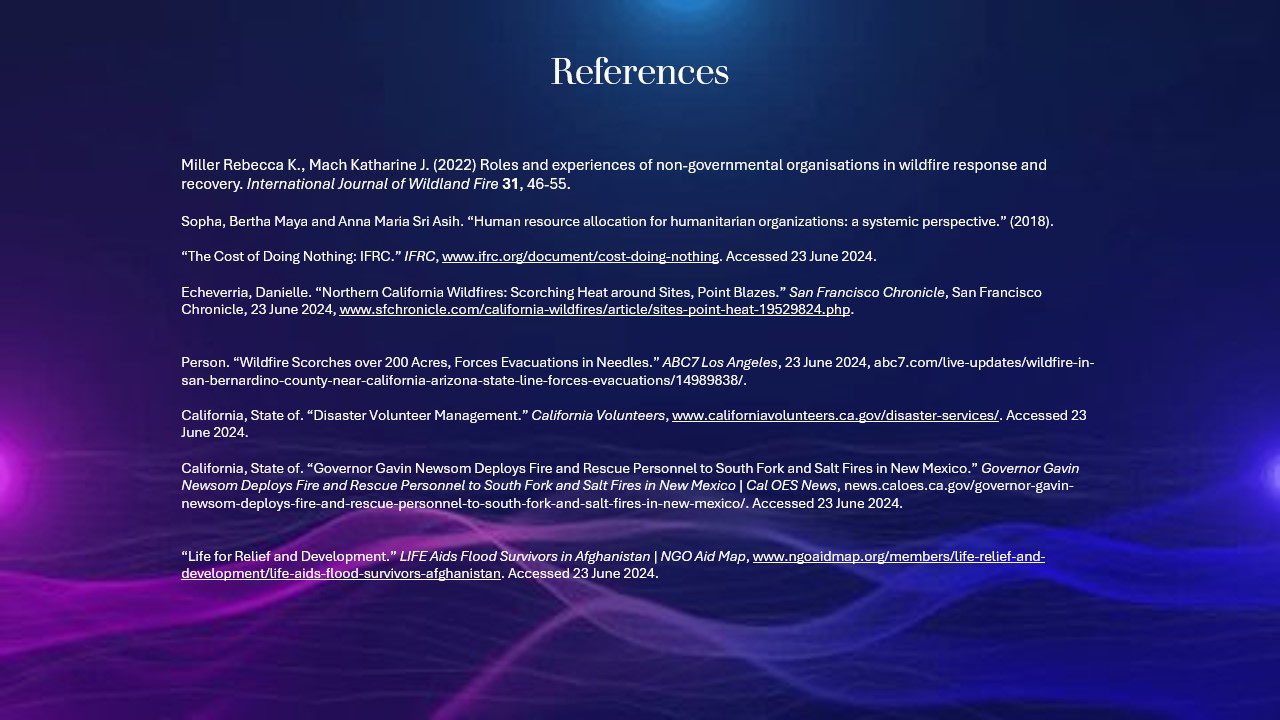 References
Miller Rebecca K., Mach Katharine J. (2022) Roles and experiences of non-governmental organisations in wildfire response and
recovery. International Journal of Wildland Fire 31, 46-55.
Sopha, Bertha Maya and Anna Maria Sri Asih. “Human resource allocation for humanitarian organizations: a systemic perspective.” (2018).
“The Cost of Doing Nothing: IFRC.” IFRC, www.ifrc.org/document/cost-doing-nothing. Accessed 23 June 2024.
Echeverria, Danielle. “Northern California Wildfires: Scorching Heat around Sites, Point Blazes.” San Francisco Chronicle, San Francisco
Chronicle, 23 June 2024, www.sfchronicle.com/california-wildfires/article/sites-point-heat-19529824.php.
Person. “Wildfire Scorches over 200 Acres, Forces Evacuations in Needles.” ABC7 Los Angeles, 23 June 2024, abc7.com/live-updates/wildfire-in-
san-bernardino-county-near-california-arizona-state-line-forces-evacuations/14989838/.
California, State of. “Disaster Volunteer Management.” California Volunteers, www.californiavolunteers.ca.gov/disaster-services/. Accessed 23
June 2024.
California, State of. “Governor Gavin Newsom Deploys Fire and Rescue Personnel to South Fork and Salt Fires in New Mexico.” Governor Gavin
Newsom Deploys Fire and Rescue Personnel to South Fork and Salt Fires in New Mexico | Cal OES News, news.caloes.ca.gov/governor-gavin-
newsom-deploys-fire-and-rescue-personnel-to-south-fork-and-salt-fires-in-new-mexico/. Accessed 23 June 2024.
“Life for Relief and Development.” LIFE Aids Flood Survivors in Afghanistan | NGO Aid Map, www.ngoaidmap.org/members/life-relief-and-
development/life-aids-flood-survivors-afghanistan. Accessed 23 June 2024.